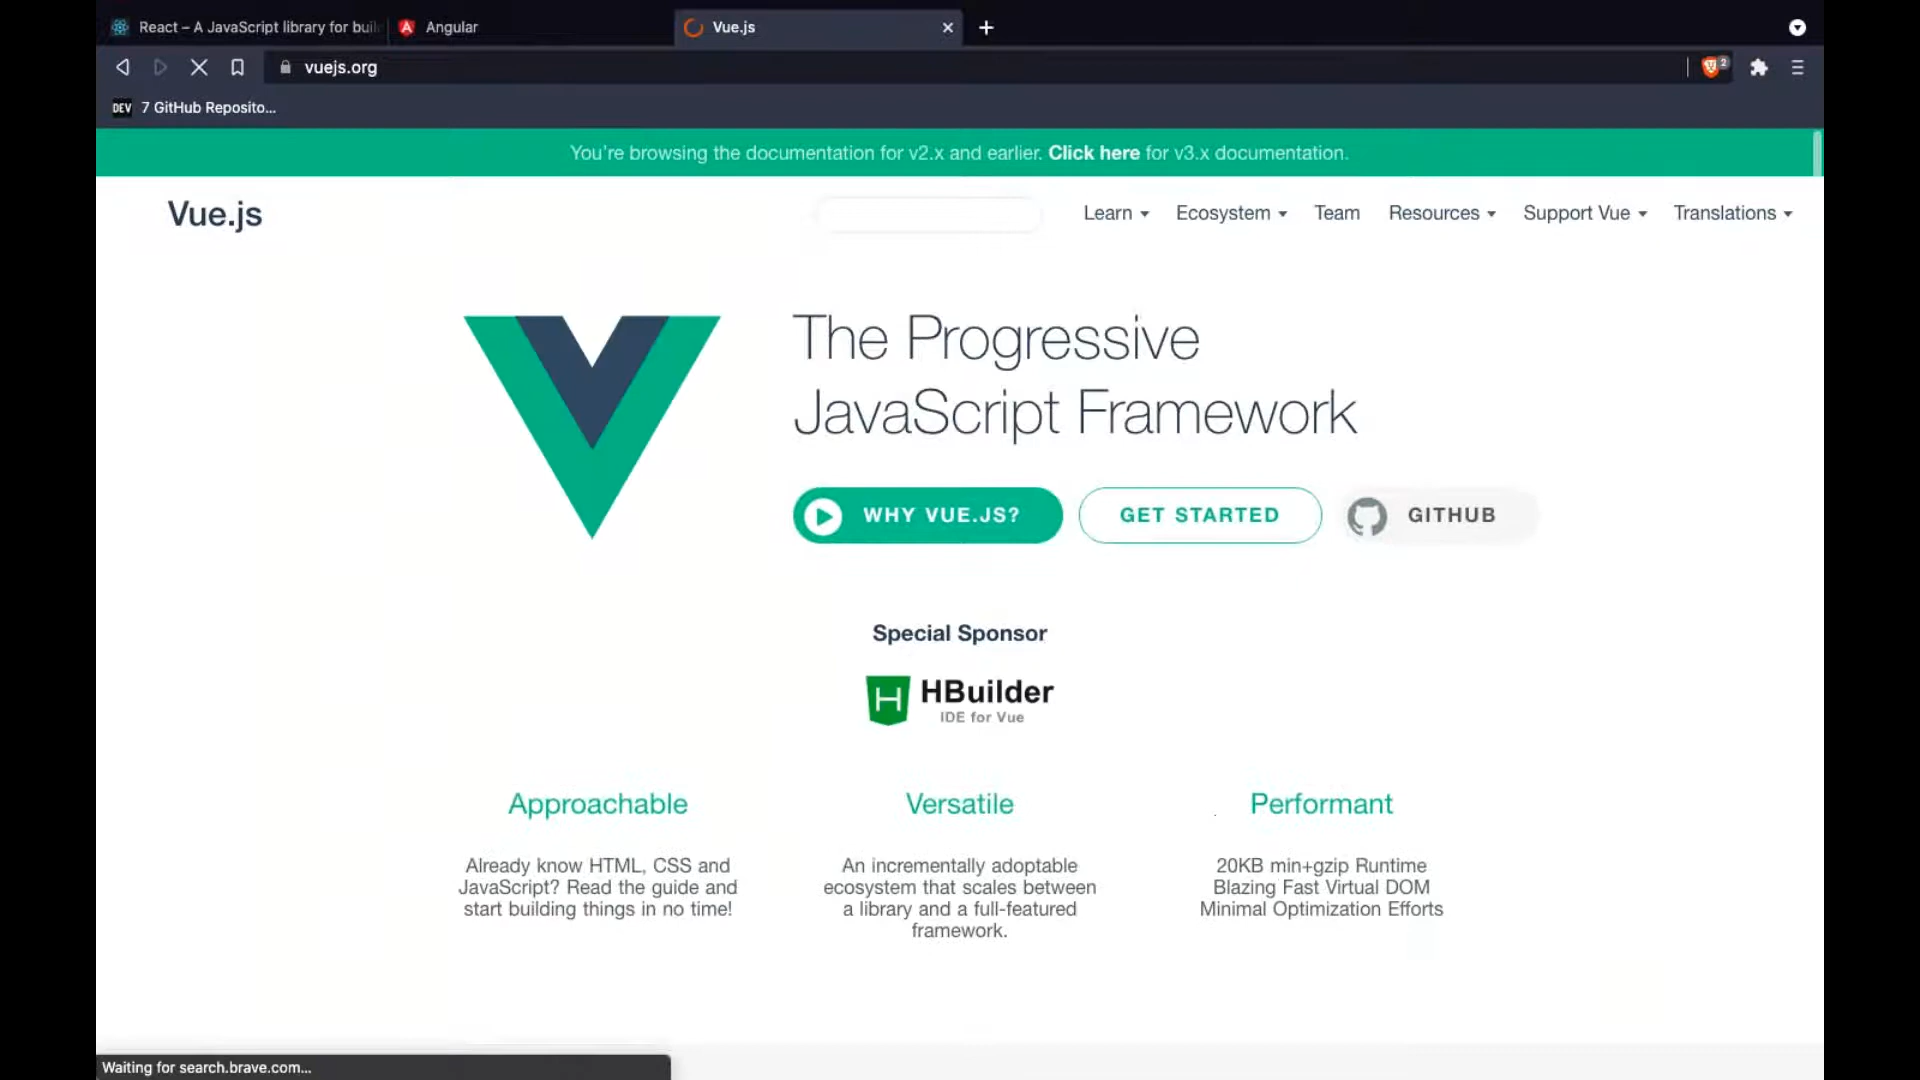 React – A JavaScript library for buil
Angular
Vue.js
vuejs.org
2
DEV 7 GitHub Reposito...
You're browsing the documentation for v2.x and earlier. Click here for v3.x documentation.
Vue.js
Learn
Ecosystem
Team
Resources
Support Vue
Translations
The Progressive
JavaScript Framework
WHY VUE.JS?
GET STARTED
GITHUB
Special Sponsor
H HBuilder
IDE for Vue
Approachable
Already know HTML, CSS and
JavaScript? Read the guide and
start building things in no time!
Versatile
An incrementally adoptable
ecosystem that scales between
a library and a full-featured
framework.
Performant
20KB min+gzip Runtime
Blazing Fast Virtual DOM
Minimal Optimization Efforts
Waiting for search.brave.com...